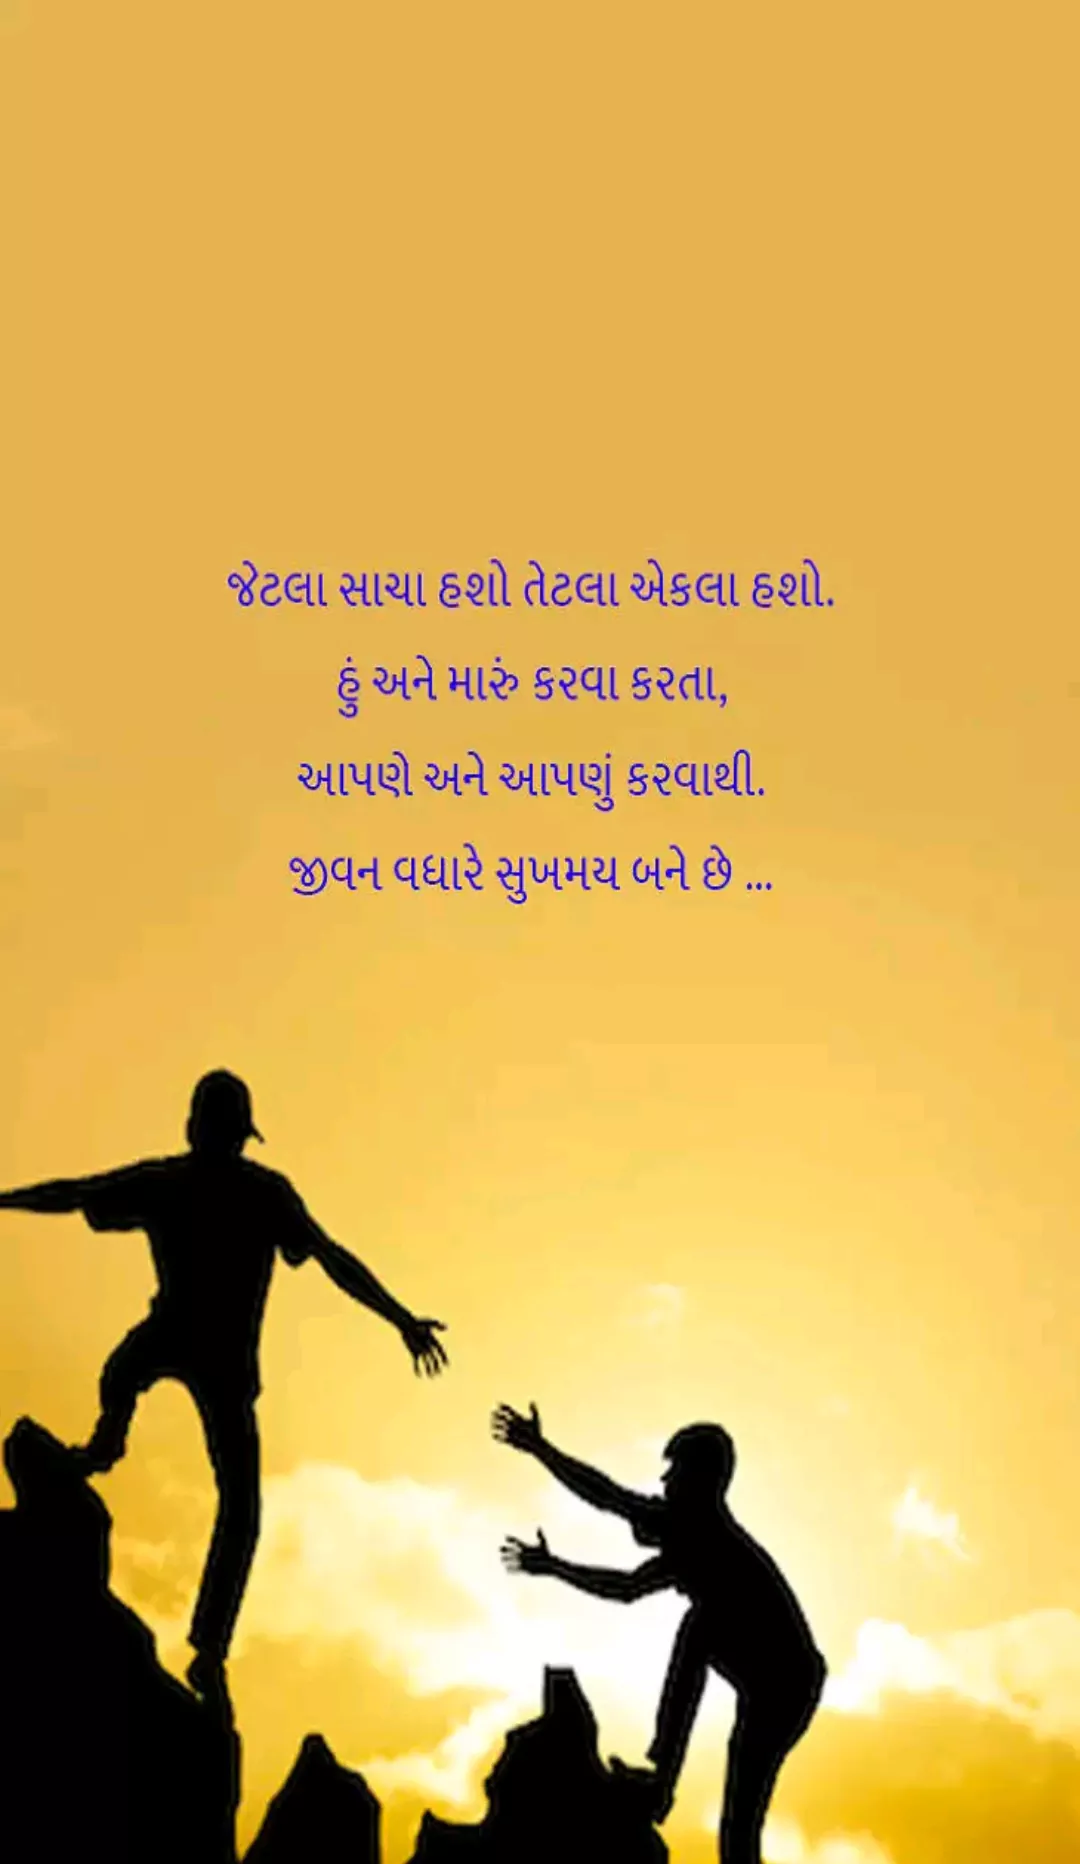 જેટલા સાચા હશો તેટલા એકલા હશો.
હું અને મારું કરવા કરતા,
આપણે અને આપણું કરવાથી.
જીવન વધારે સુખમય બને છે ...